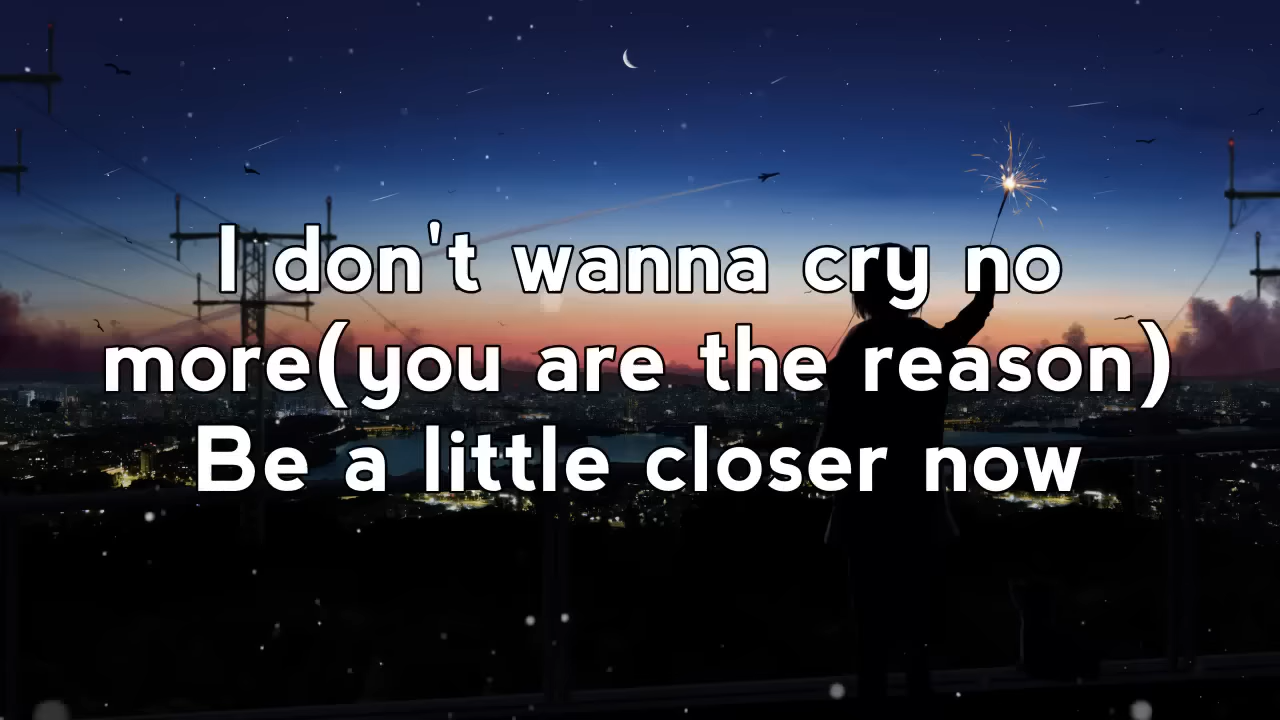 I don't wanna cry no
more(you are the reason)
Be a little closer now